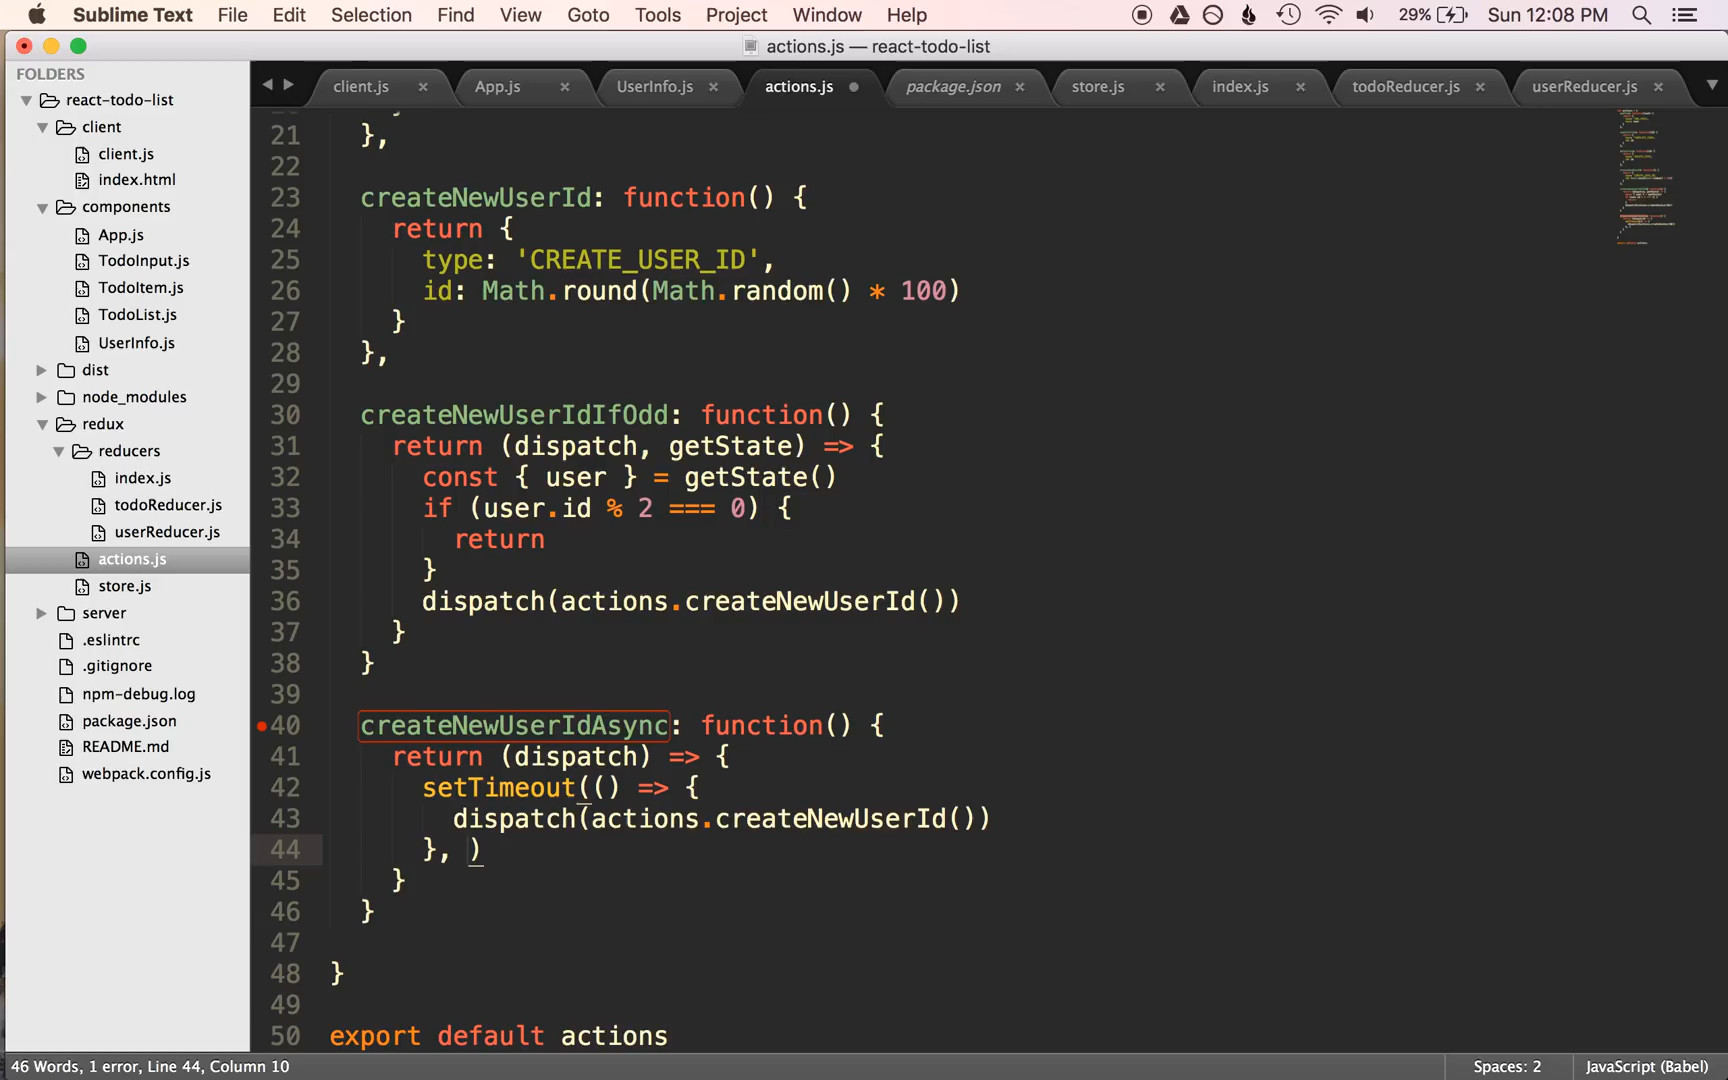 Sublime Text File Edit Selection Find View Goto Tools Project Window Help 29% Sun 12:08 PM
actions.js — react-todo-list
FOLDERS
react-todo-list
client
client.js
index.html
components
App.js
TodoInput.js
TodoItem.js
TodoList.js
UserInfo.js
dist
node_modules
redux
reducers
index.js
todoReducer.js
userReducer.js
actions.js
store.js
server
.eslintrc
.gitignore
npm-debug.log
package.json
README.md
webpack.config.js
client.js × App.js × UserInfo.js × actions.js package.json × store.js × index.js × todoReducer.js × userReducer.js ×
21 },
22
23 createNewUserId: function() {
24 return {
25 type: 'CREATE_USER_ID',
26 id: Math.round(Math.random() * 100)
27 }
28 },
29
30 createNewUserIdIfOdd: function() {
31 return (dispatch, getState) => {
32 const { user } = getState()
33 if (user.id % 2 === 0) {
34 return
35 }
36 dispatch(actions.createNewUserId())
37 }
38 }
39
40 createNewUserIdAsync: function() {
41 return (dispatch) => {
42 setTimeout(() => {
43 dispatch(actions.createNewUserId())
44 }, )
45 }
46 }
47
48 }
49
50 export default actions
46 Words, 1 error, Line 44, Column 10 Spaces: 2 JavaScript (Babel)